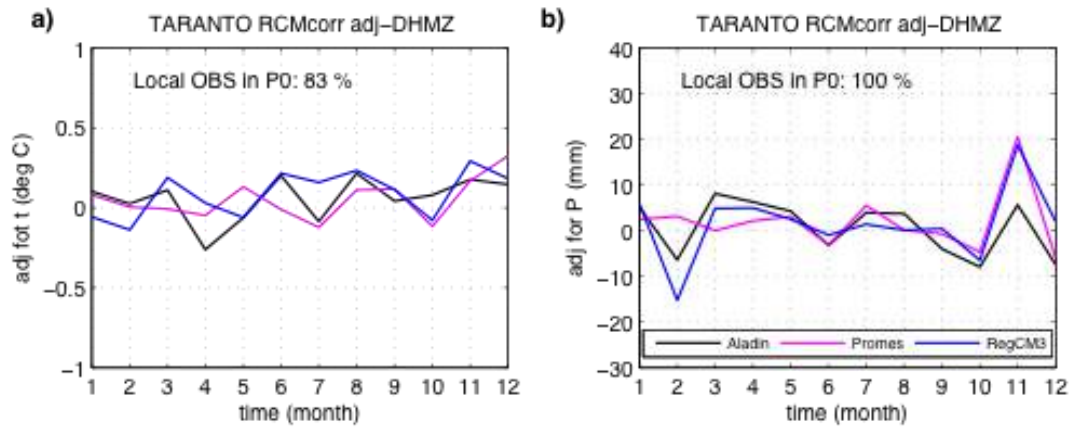 a)
TARANTO RCMcorr adj-DHMZ
1
0.5
0
-0.5
-1
adj fot t (deg C)
Local OBS in P0: 83 %
1 2 3 4 5 6 7 8 9 10 11 12
time (month)
b)
TARANTO RCMcorr adj-DHMZ
40
30
20
10
0
-10
-20
-30
adj for P (mm)
Local OBS in P0: 100 %
Aladin Promes RegCM3
1 2 3 4 5 6 7 8 9 10 11 12
time (month)